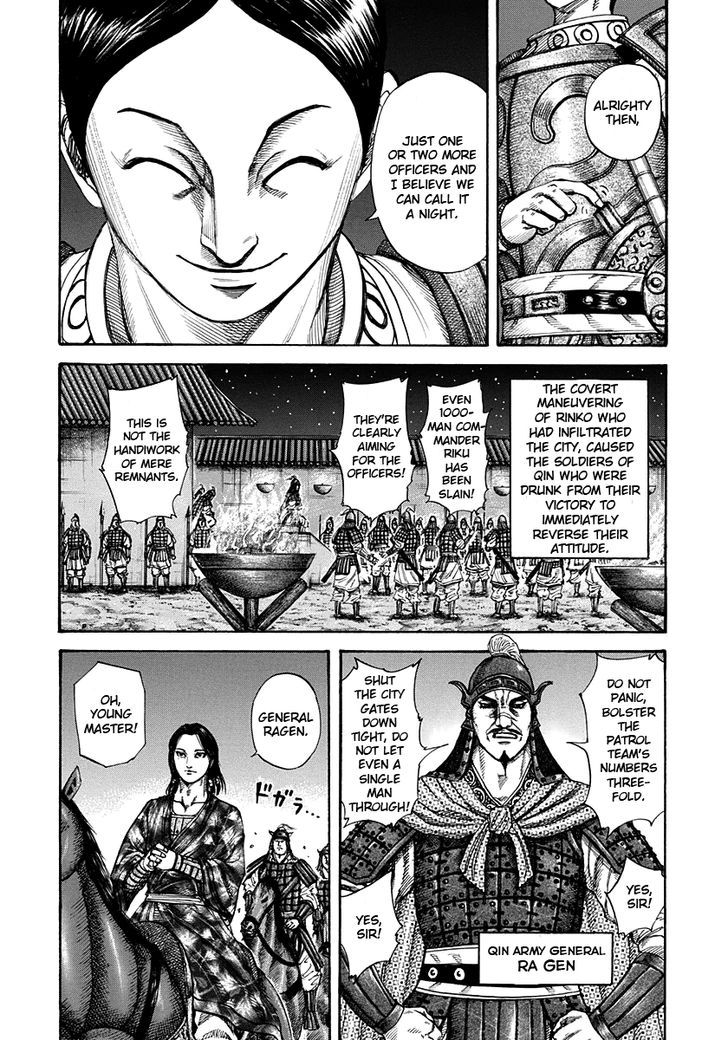 ALRIGHTY
THEN,
JUST ONE
OR TWO MORE
OFFICERS AND
I BELIEVE WE
CAN CALL IT
A NIGHT.
THE COVERT
MANEUVERING
OF RINKO WHO
HAD INFILTRATED
THE CITY, CAUSED
THE SOLDIERS OF
QIN WHO WERE
DRUNK FROM THEIR
VICTORY TO
IMMEDIATELY
REVERSE THEIR
ATTITUDE.
EVEN
1000-
MAN COM-
MANDER
RIKU
HAS
BEEN
SLAIN!
THEY'RE
CLEARLY
AIMING
FOR THE
OFFICERS!
THIS IS
NOT THE
HANDIWORK
OF MERE
REMNANTS.
DO NOT
PANIC,
BOLSTER
THE
PATROL
TEAM'S
NUMBERS
THREE-
FOLD.
SHUT
THE CITY
GATES
DOWN
TIGHT, DO
NOT LET
EVEN A
SINGLE
MAN
THROUGH!
YES,
SIR!
YES,
SIR!
QIN ARMY GENERAL
RA GEN
GENERAL
RAGEN.
OH,
YOUNG
MASTER!
ドガラ…